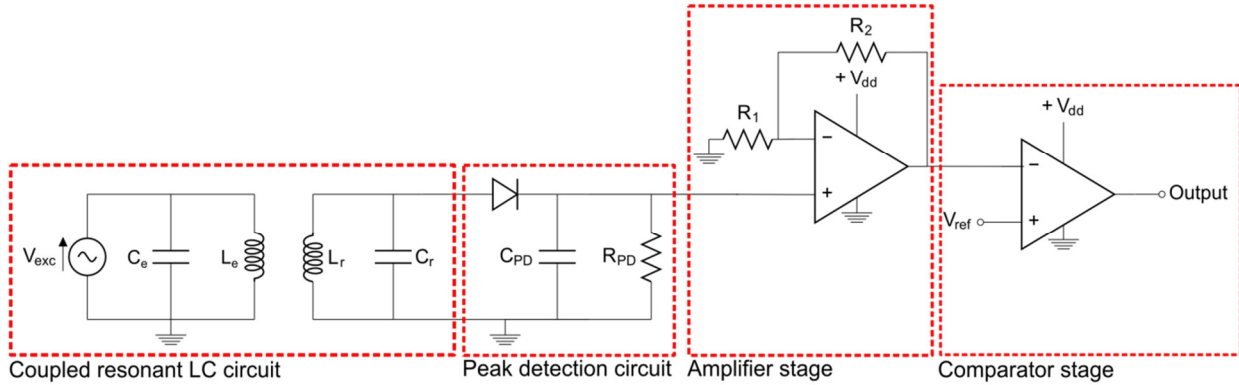 R₂
+ Vdd
R₁
−
+
+ Vdd
−
Vref
+
Output
Vexc
Cₑ
Lₑ
Lᵣ
Cᵣ
CPD
RPD
Coupled resonant LC circuit
Peak detection circuit
Amplifier stage
Comparator stage